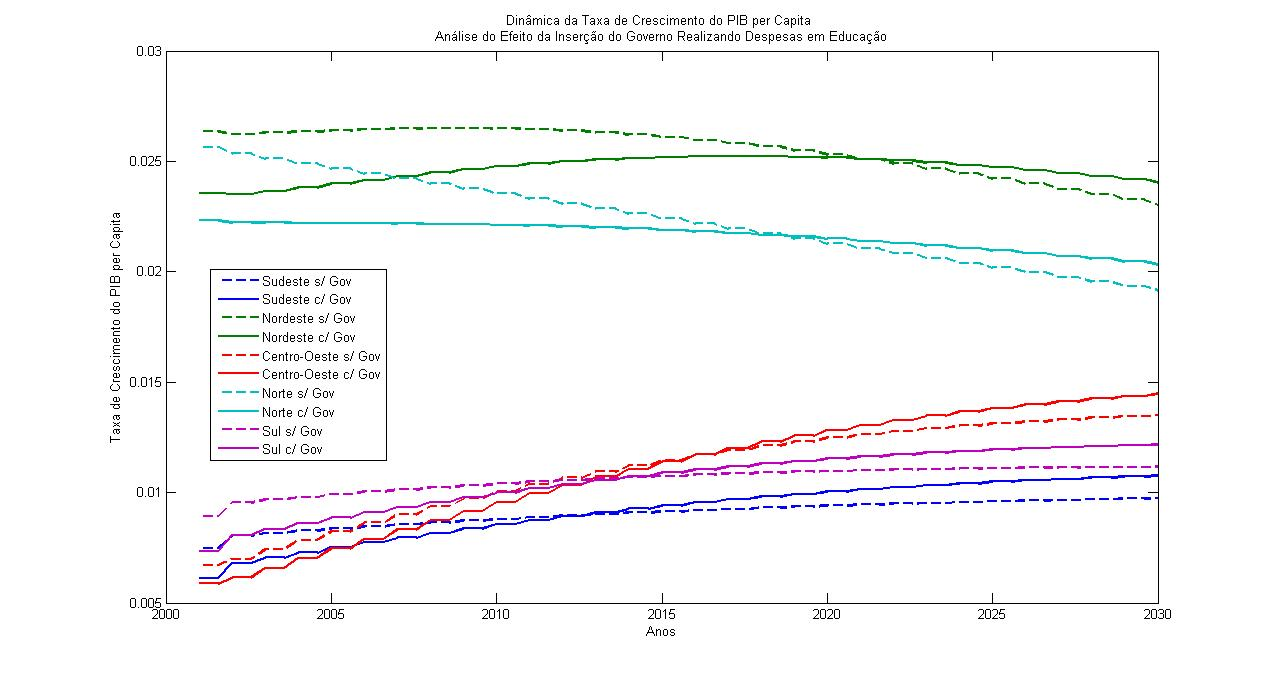 Dinâmica da Taxa de Crescimento do PIB per Capita
Análise do Efeito da Inserção do Governo Realizando Despesas em Educação
0.03
0.025
0.02
0.015
0.01
0.005
Taxa de Crescimento do PIB per Capita
Sudeste s/ Gov
Sudeste c/ Gov
Nordeste s/ Gov
Nordeste c/ Gov
Centro-Oeste s/ Gov
Centro-Oeste c/ Gov
Norte s/ Gov
Norte c/ Gov
Sul s/ Gov
Sul c/ Gov
2000 2005 2010 2015 2020 2025 2030
Anos